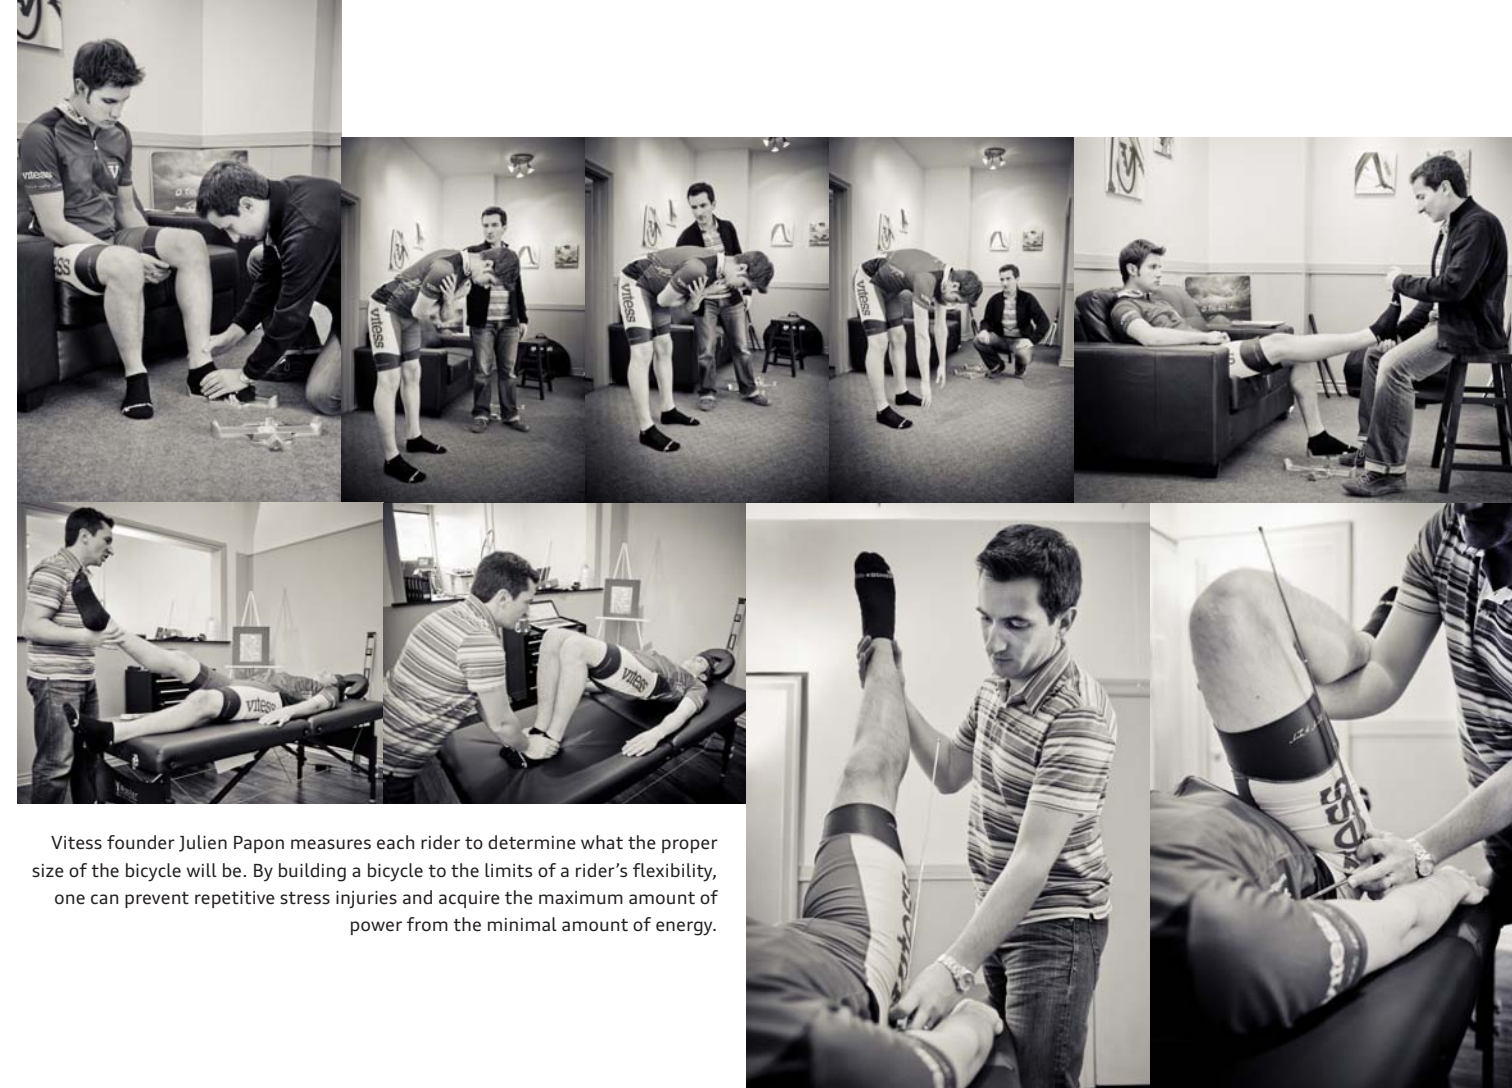 vitess
V
ess
vitess
vitess
vitess
vitess
vitess
Vitess founder Julien Papon measures each rider to determine what the proper
size of the bicycle will be. By building a bicycle to the limits of a rider’s flexibility,
one can prevent repetitive stress injuries and acquire the maximum amount of
power from the minimal amount of energy.